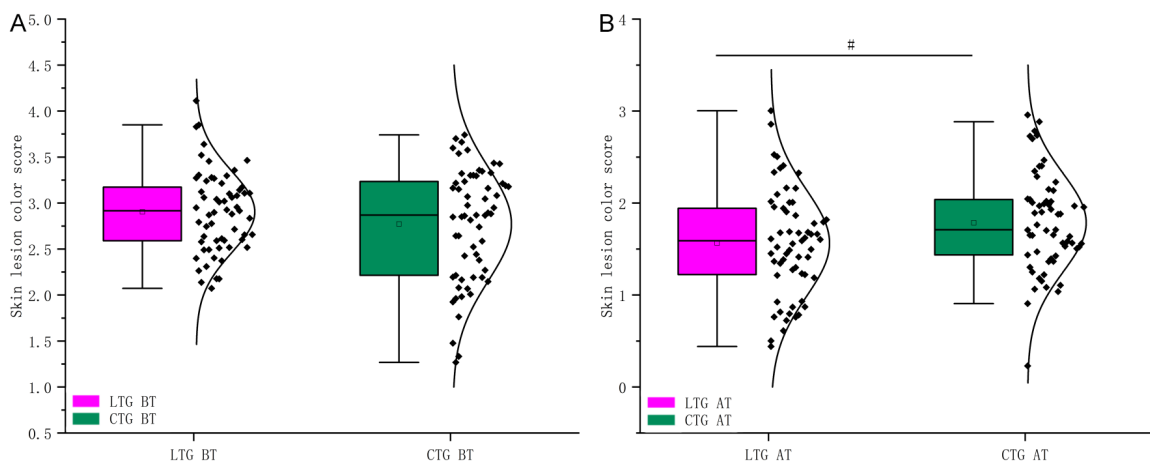 A
B
5.0
4.5
4.0
3.5
3.0
2.5
2.0
1.5
1.0
0.5
Skin lesion color score
LTG BT
CTG BT
LTG BT
CTG BT
4
3
2
1
0
Skin lesion color score
#
LTG AT
CTG AT
LTG AT
CTG AT